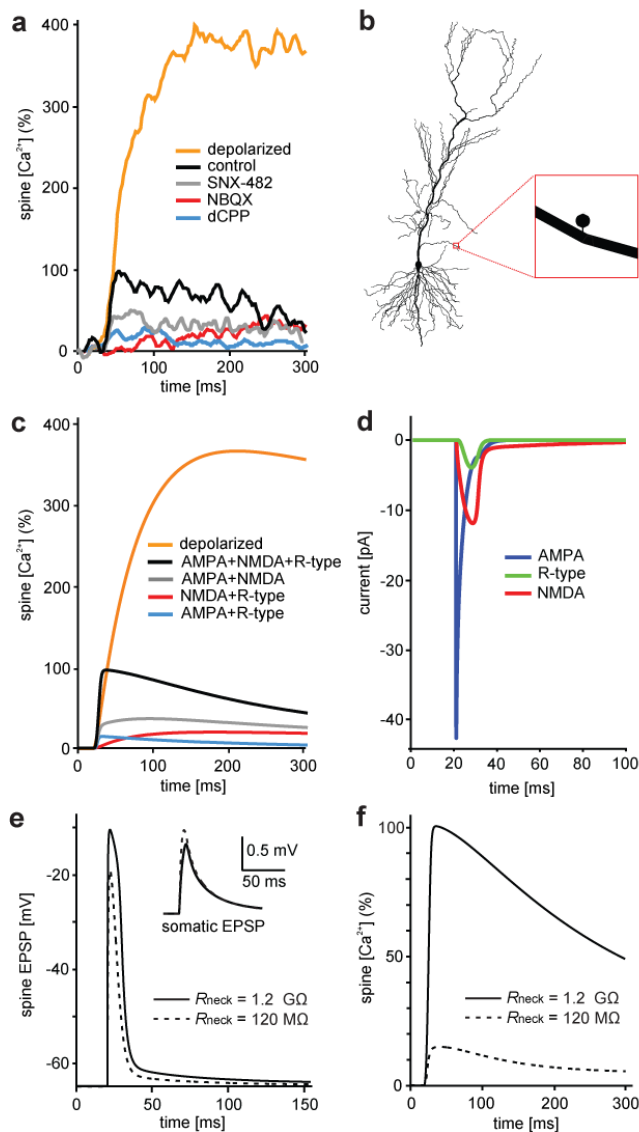 a
spine [Ca²⁺] (%)
400
300
200
100
0
depolarized
control
SNX-482
NBQX
dCPP
0
100
200
300
time [ms]
b
c
spine [Ca²⁺] (%)
400
300
200
100
0
depolarized
AMPA+NMDA+R-type
AMPA+NMDA
NMDA+R-type
AMPA+R-type
0
100
200
300
time [ms]
d
current [pA]
0
-10
-20
-30
-40
AMPA
R-type
NMDA
0
20
40
60
80
100
time [ms]
e
spine EPSP [mV]
-20
-40
-60
0.5 mV
50 ms
somatic EPSP
Rneck = 1.2 GΩ
Rneck = 120 MΩ
0
50
100
150
time [ms]
f
spine [Ca²⁺] (%)
100
50
0
Rneck = 1.2 GΩ
Rneck = 120 MΩ
0
100
200
300
time [ms]